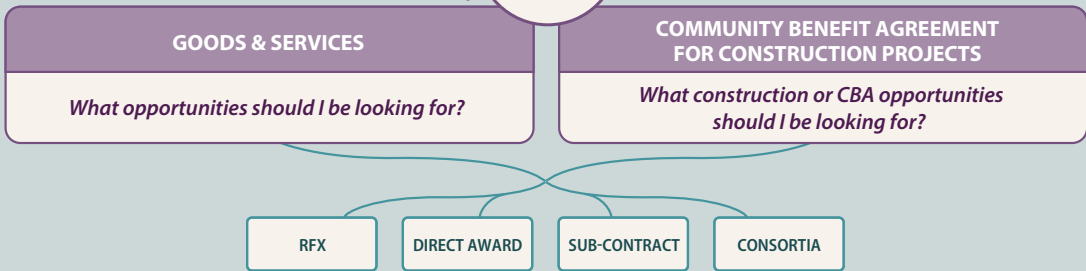 GOODS & SERVICES
What opportunities should I be looking for?
COMMUNITY BENEFIT AGREEMENT
FOR CONSTRUCTION PROJECTS
What construction or CBA opportunities
should I be looking for?
RFX
DIRECT AWARD
SUB-CONTRACT
CONSORTIA